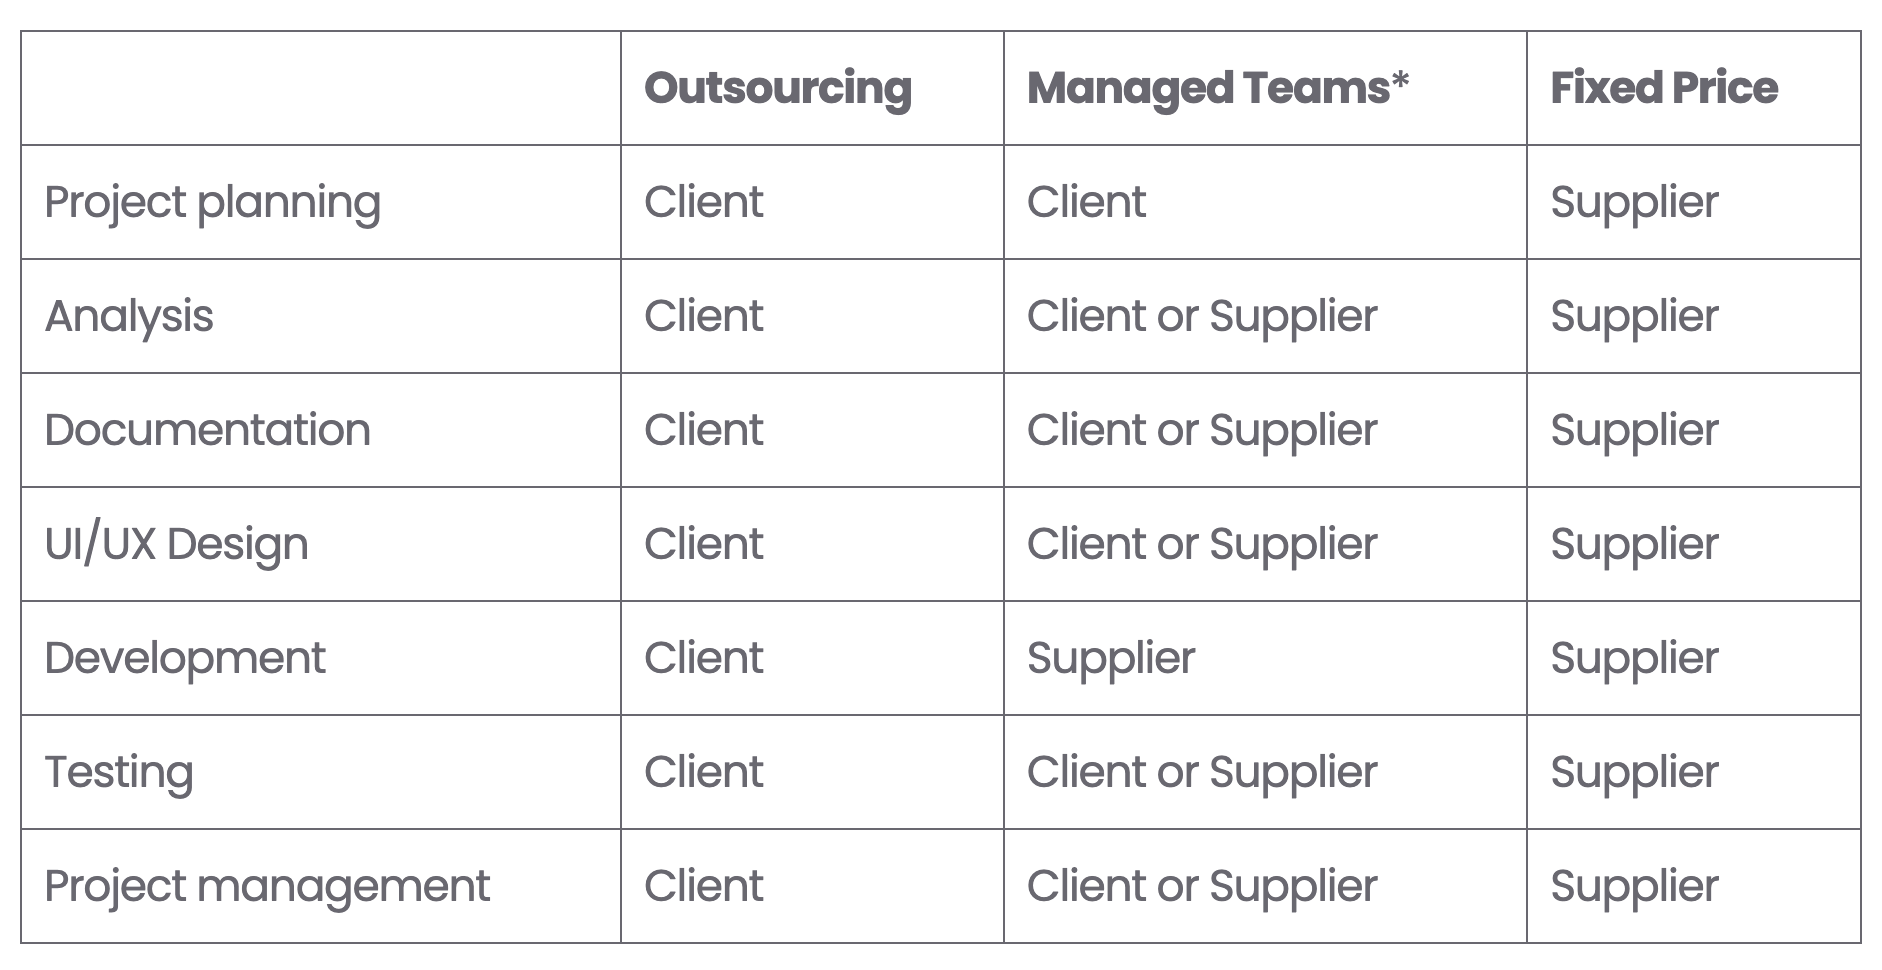 Outsourcing Managed Teams* Fixed Price
Project planning Client Client Supplier
Analysis Client Client or Supplier Supplier
Documentation Client Client or Supplier Supplier
UI/UX Design Client Client or Supplier Supplier
Development Client Supplier Supplier
Testing Client Client or Supplier Supplier
Project management Client Client or Supplier Supplier